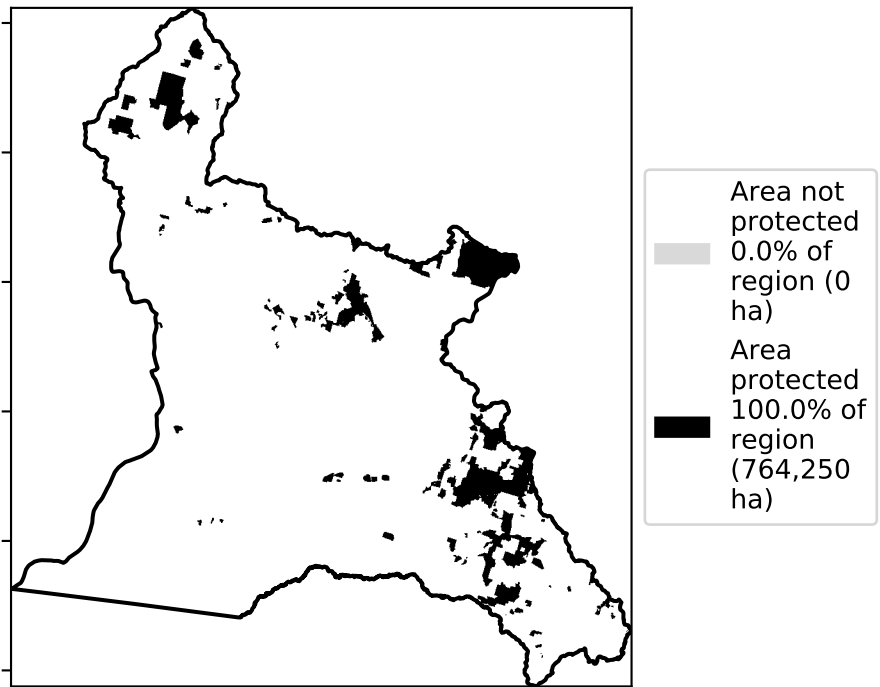 Area not
protected
0.0% of
region (0
ha)
Area
protected
100.0% of
region
(764,250
ha)